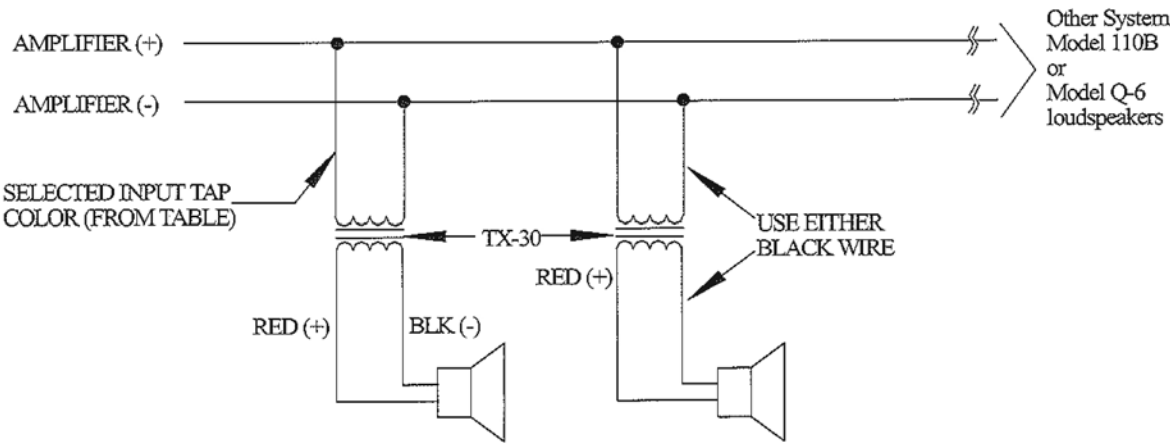 Other System
Model 110B
or
Model Q-6
loudspeakers
AMPLIFIER (+)
AMPLIFIER (-)
SELECTED INPUT TAP
COLOR (FROM TABLE)
TX-30
USE EITHER
BLACK WIRE
RED (+)
RED (+)
BLK (-)